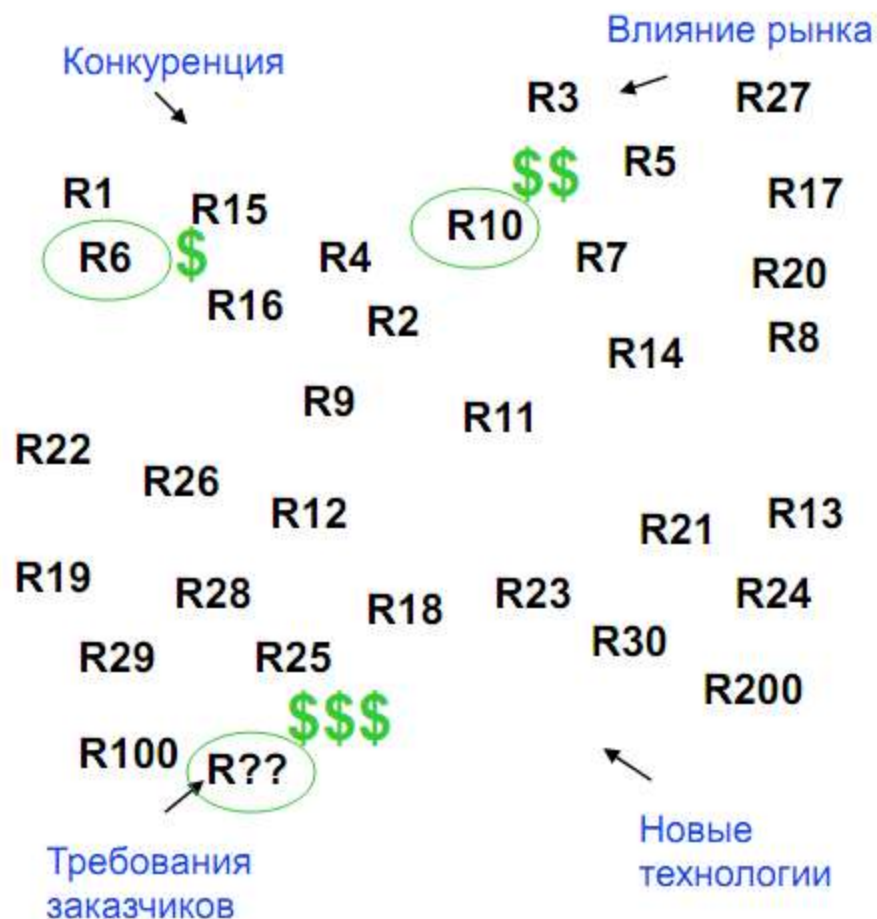 Влияние рынка
Конкуренция
R3 R27
R5
$$
R1 R15 R17
R10
R6 $ R4 R7
R20
R16 R2
R14 R8
R9 R11
R22
R26
R12 R21 R13
R19 R28 R18 R23 R24
R30
R29 R25
R200
$$$
R100 R??
Новые
технологии
Требования
заказчиков